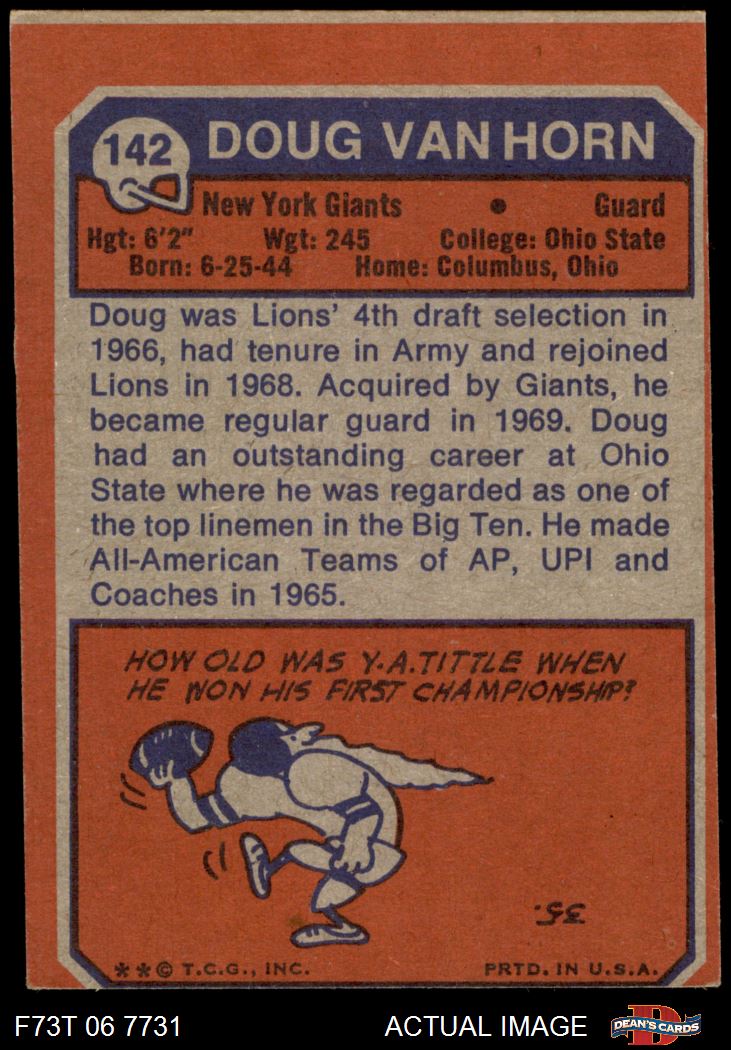 142 DOUG VAN HORN
New York Giants • Guard
Hgt: 6'2" Wgt: 245 College: Ohio State
Born: 6-25-44 Home: Columbus, Ohio
Doug was Lions' 4th draft selection in
1966, had tenure in Army and rejoined
Lions in 1968. Acquired by Giants, he
became regular guard in 1969. Doug
had an outstanding career at Ohio
State where he was regarded as one of
the top linemen in the Big Ten. He made
All-American Teams of AP, UPI and
Coaches in 1965.
HOW OLD WAS Y.A. TITTLE WHEN
HE WON HIS FIRST CHAMPIONSHIP?
35.
**© T.C.G., INC. PRTD. IN U.S.A.
F73T 06 7731 ACTUAL IMAGE DEAN'S CARDS